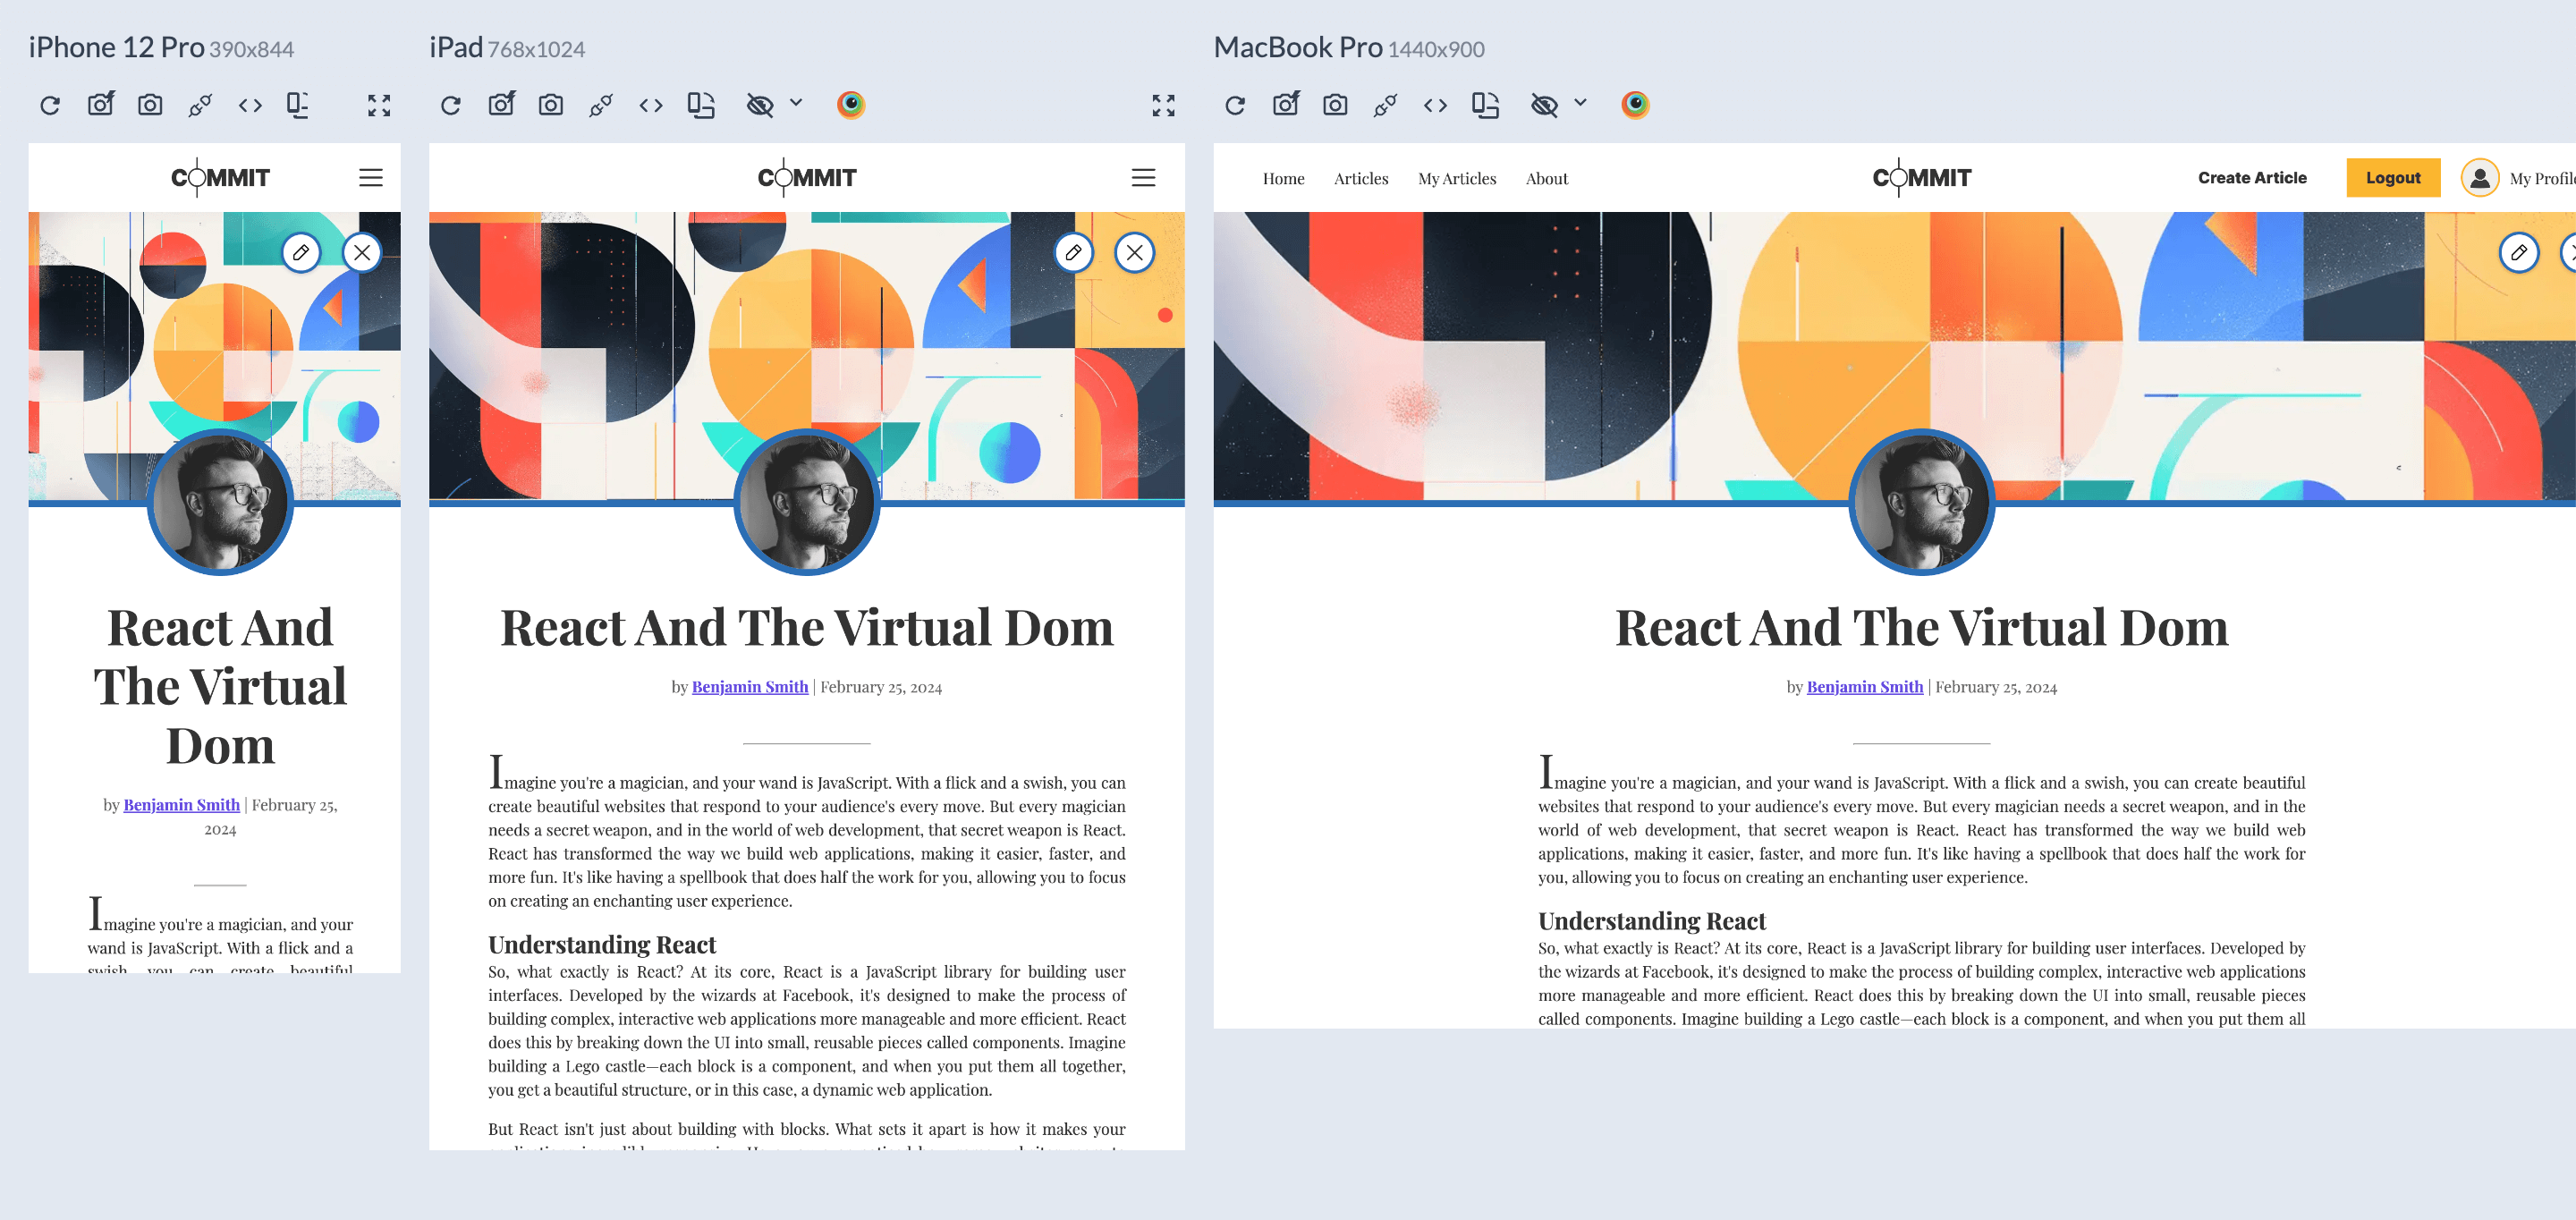 iPhone 12 Pro 390x844
COMMIT
React And
The Virtual
Dom
by Benjamin Smith | February 25,
2024
Imagine you're a magician, and your
wand is JavaScript. With a flick and a
swish, you can create beautiful
iPad 768x1024
COMMIT
React And The Virtual Dom
by Benjamin Smith | February 25, 2024
Imagine you're a magician, and your wand is JavaScript. With a flick and a swish, you can
create beautiful websites that respond to your audience's every move. But every magician
needs a secret weapon, and in the world of web development, that secret weapon is React.
React has transformed the way we build web applications, making it easier, faster, and
more fun. It's like having a spellbook that does half the work for you, allowing you to focus
on creating an enchanting user experience.
Understanding React
So, what exactly is React? At its core, React is a JavaScript library for building user
interfaces. Developed by the wizards at Facebook, it's designed to make the process of
building complex, interactive web applications more manageable and more efficient. React
does this by breaking down the UI into small, reusable pieces called components. Imagine
building a Lego castle—each block is a component, and when you put them all together,
you get a beautiful structure, or in this case, a dynamic web application.
But React isn't just about building with blocks. What sets it apart is how it makes your
MacBook Pro 1440x900
Home Articles My Articles About COMMIT Create Article Logout My Profile
React And The Virtual Dom
by Benjamin Smith | February 25, 2024
Imagine you're a magician, and your wand is JavaScript. With a flick and a swish, you can create beautiful
websites that respond to your audience's every move. But every magician needs a secret weapon, and in the
world of web development, that secret weapon is React. React has transformed the way we build web
applications, making it easier, faster, and more fun. It's like having a spellbook that does half the work for
you, allowing you to focus on creating an enchanting user experience.
Understanding React
So, what exactly is React? At its core, React is a JavaScript library for building user interfaces. Developed by
the wizards at Facebook, it's designed to make the process of building complex, interactive web applications
more manageable and more efficient. React does this by breaking down the UI into small, reusable pieces
called components. Imagine building a Lego castle—each block is a component, and when you put them all